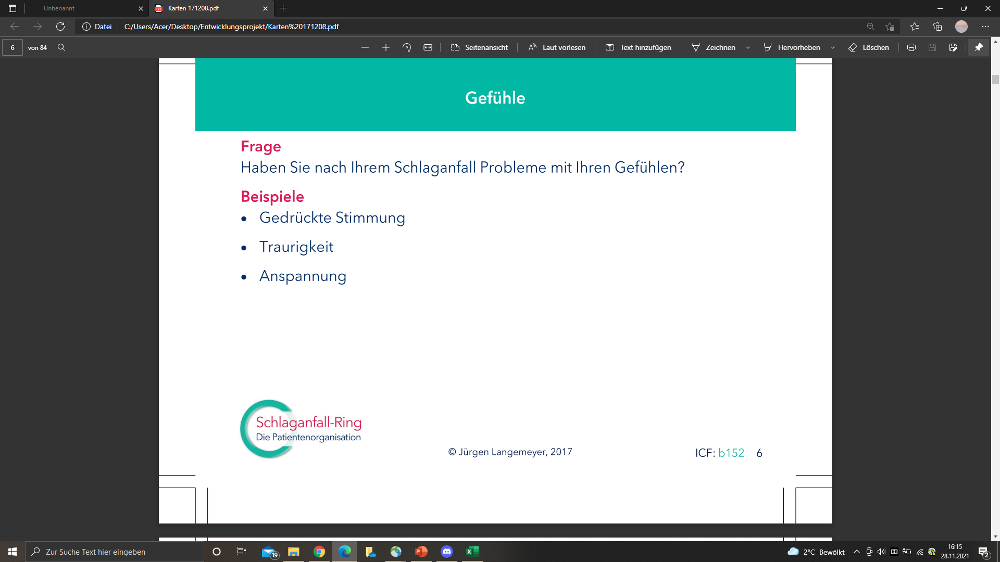 Unbenannt
Karten 171208.pdf
Datei
C:/Users/Acer/Desktop/Entwicklungsprojekt/Karten%20171208.pdf
6 von 84
Seitenansicht
Laut vorlesen
Text hinzufügen
Zeichnen
Hervorheben
Löschen
Gefühle
Frage
Haben Sie nach Ihrem Schlaganfall Probleme mit Ihren Gefühlen?
Beispiele
• Gedrückte Stimmung
• Traurigkeit
• Anspannung
Schlaganfall-Ring
Die Patientenorganisation
© Jürgen Langemeyer, 2017
ICF: b152 6
Zur Suche Text hier eingeben
19
2°C Bewölkt
16:15
28.11.2021
2